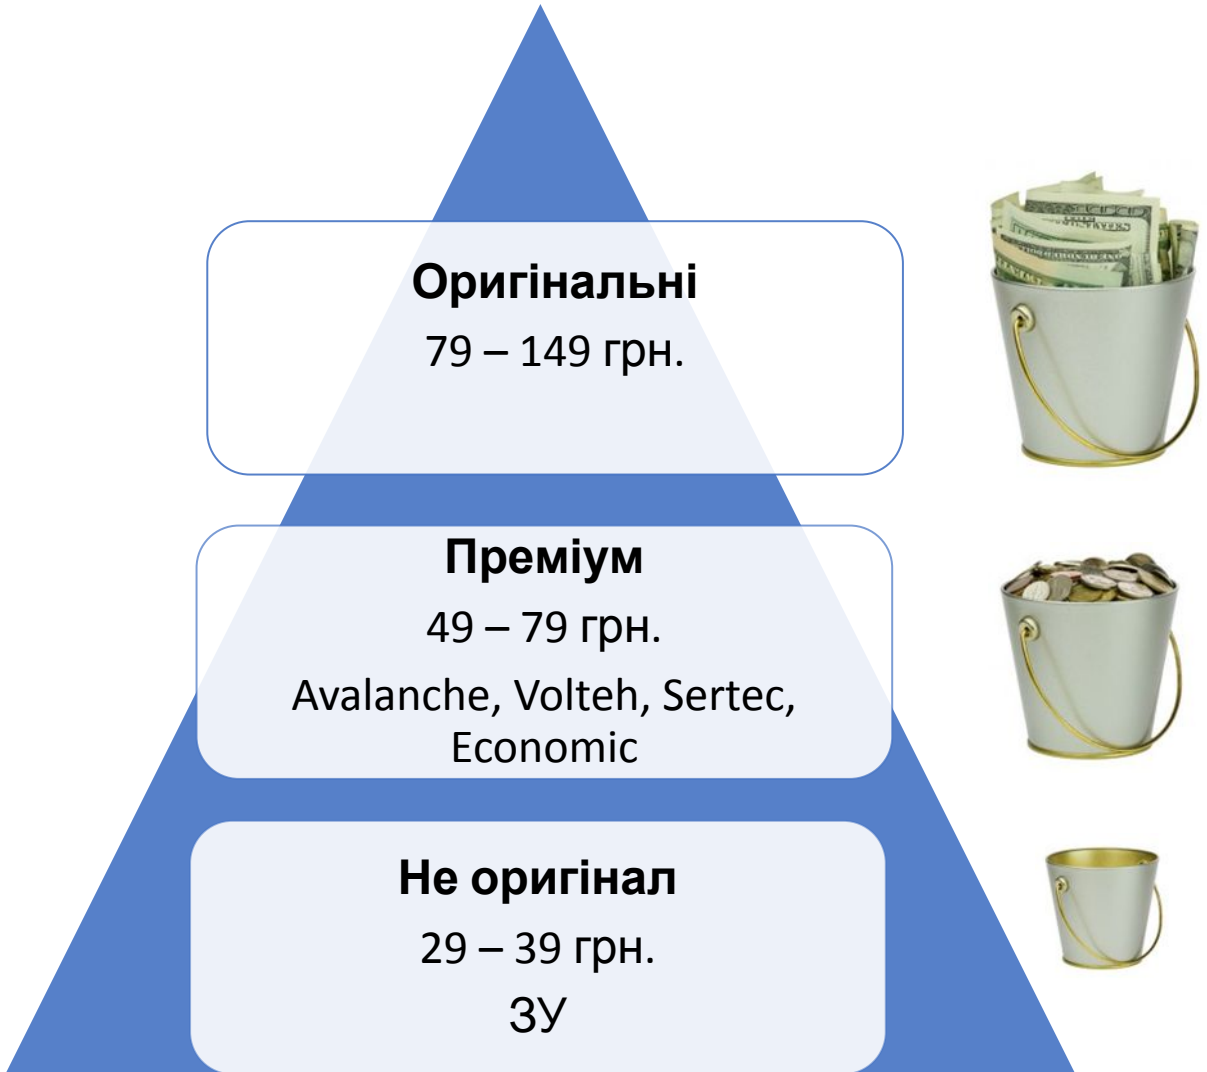 Оригінальні
79 – 149 грн.
Преміум
49 – 79 грн.
Avalanche, Volteh, Sertec,
Economic
Не оригінал
29 – 39 грн.
ЗУ